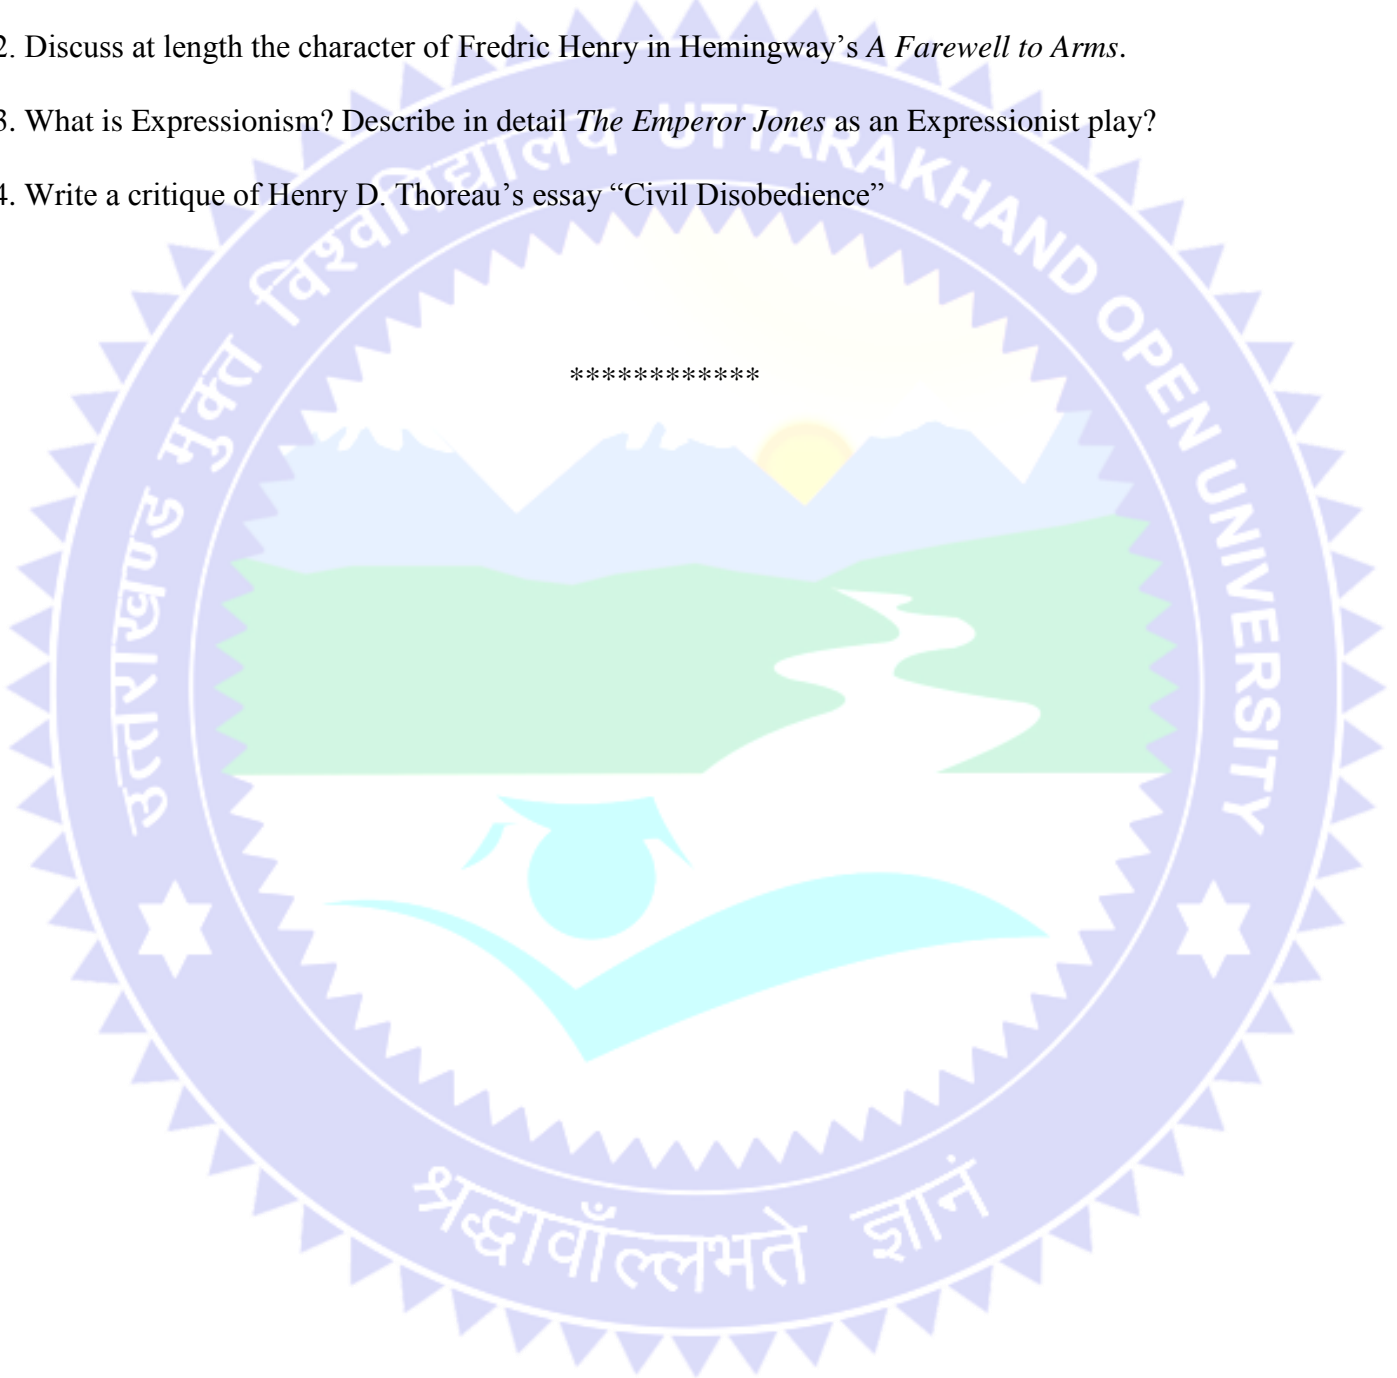 2. Discuss at length the character of Fredric Henry in Hemingway’s A Farewell to Arms.
3. What is Expressionism? Describe in detail The Emperor Jones as an Expressionist play?
4. Write a critique of Henry D. Thoreau’s essay “Civil Disobedience”
************
उत्तराखण्ड मुक्त विश्वविद्यालय UTTARAKHAND OPEN UNIVERSITY
श्रद्धावाँल्लभते ज्ञानं